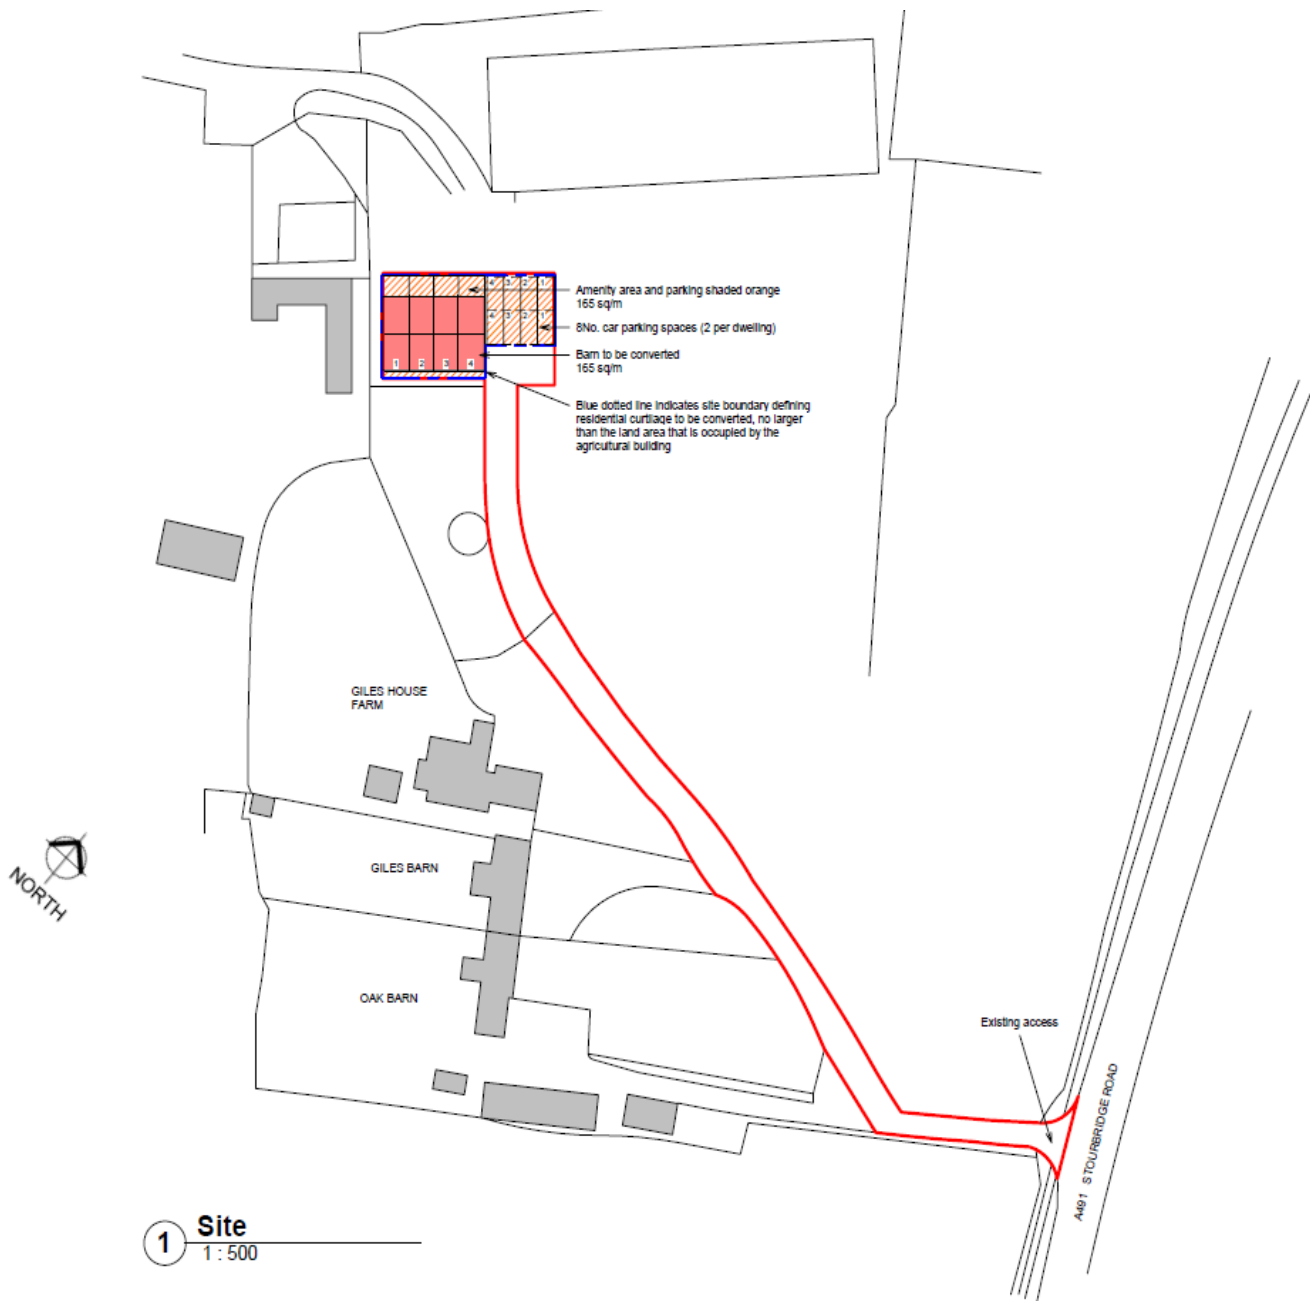 4 3 2 1
4 3 2 1
Amenity area and parking shaded orange
165 sq/m
8No. car parking spaces (2 per dwelling)
Barn to be converted
165 sq/m
1 2 3 4
Blue dotted line indicates site boundary defining
residential curtilage to be converted, no larger
than the land area that is occupied by the
agricultural building
GILES HOUSE
FARM
NORTH
GILES BARN
OAK BARN
Existing access
A491 STOURBRIDGE ROAD
1 Site
1 : 500